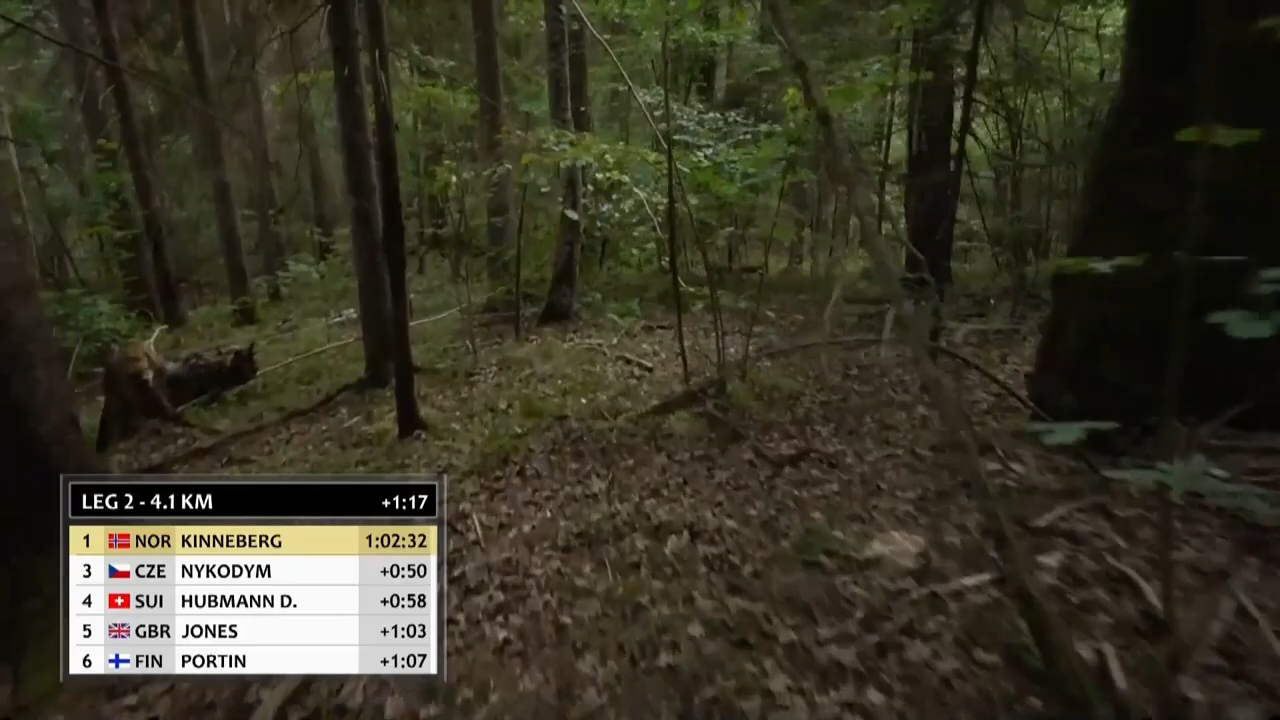 LEG 2 - 4.1 KM +1:17
1 NOR KINNEBERG 1:02:32
3 CZE NYKODYM +0:50
4 SUI HUBMANN D. +0:58
5 GBR JONES +1:03
6 FIN PORTIN +1:07